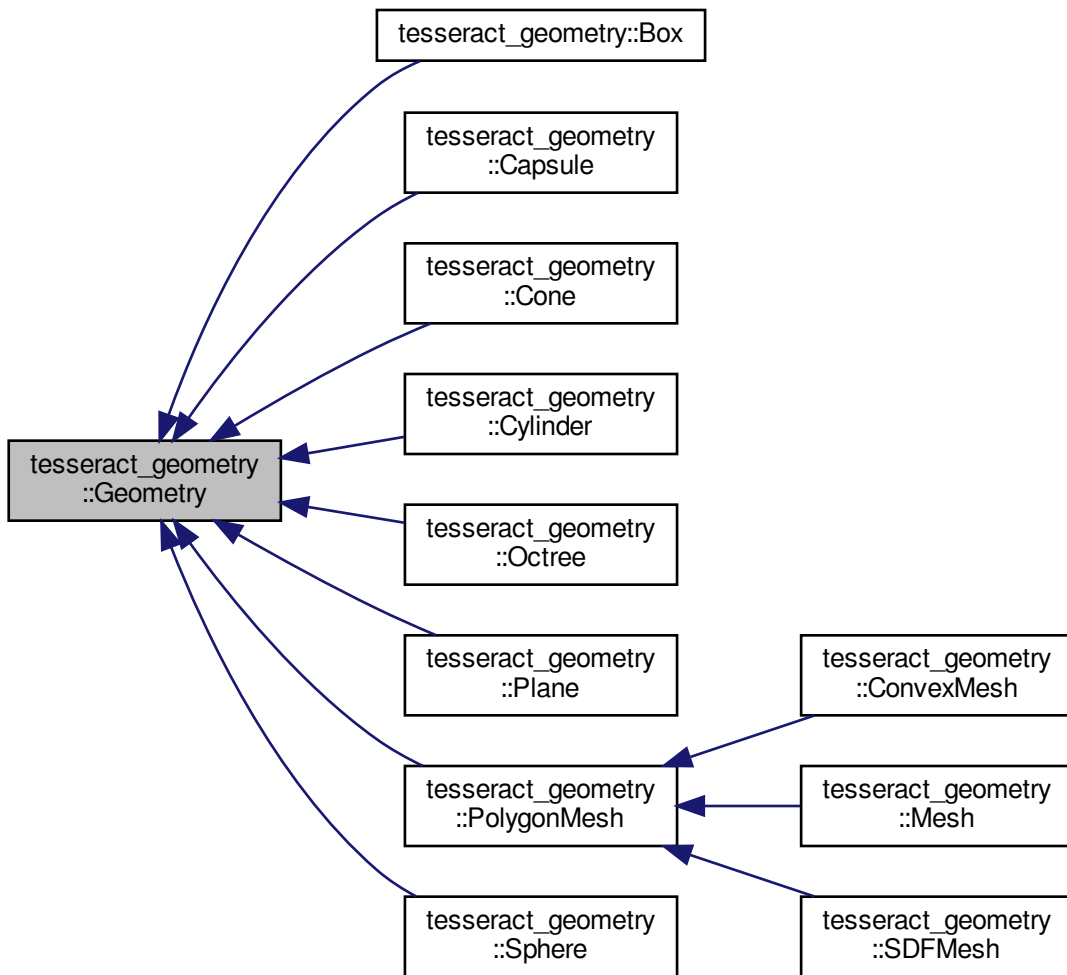 tesseract_geometry::Box
tesseract_geometry
::Capsule
tesseract_geometry
::Cone
tesseract_geometry
::Cylinder
tesseract_geometry
::Geometry
tesseract_geometry
::Octree
tesseract_geometry
::Plane
tesseract_geometry
::ConvexMesh
tesseract_geometry
::PolygonMesh
tesseract_geometry
::Mesh
tesseract_geometry
::Sphere
tesseract_geometry
::SDFMesh